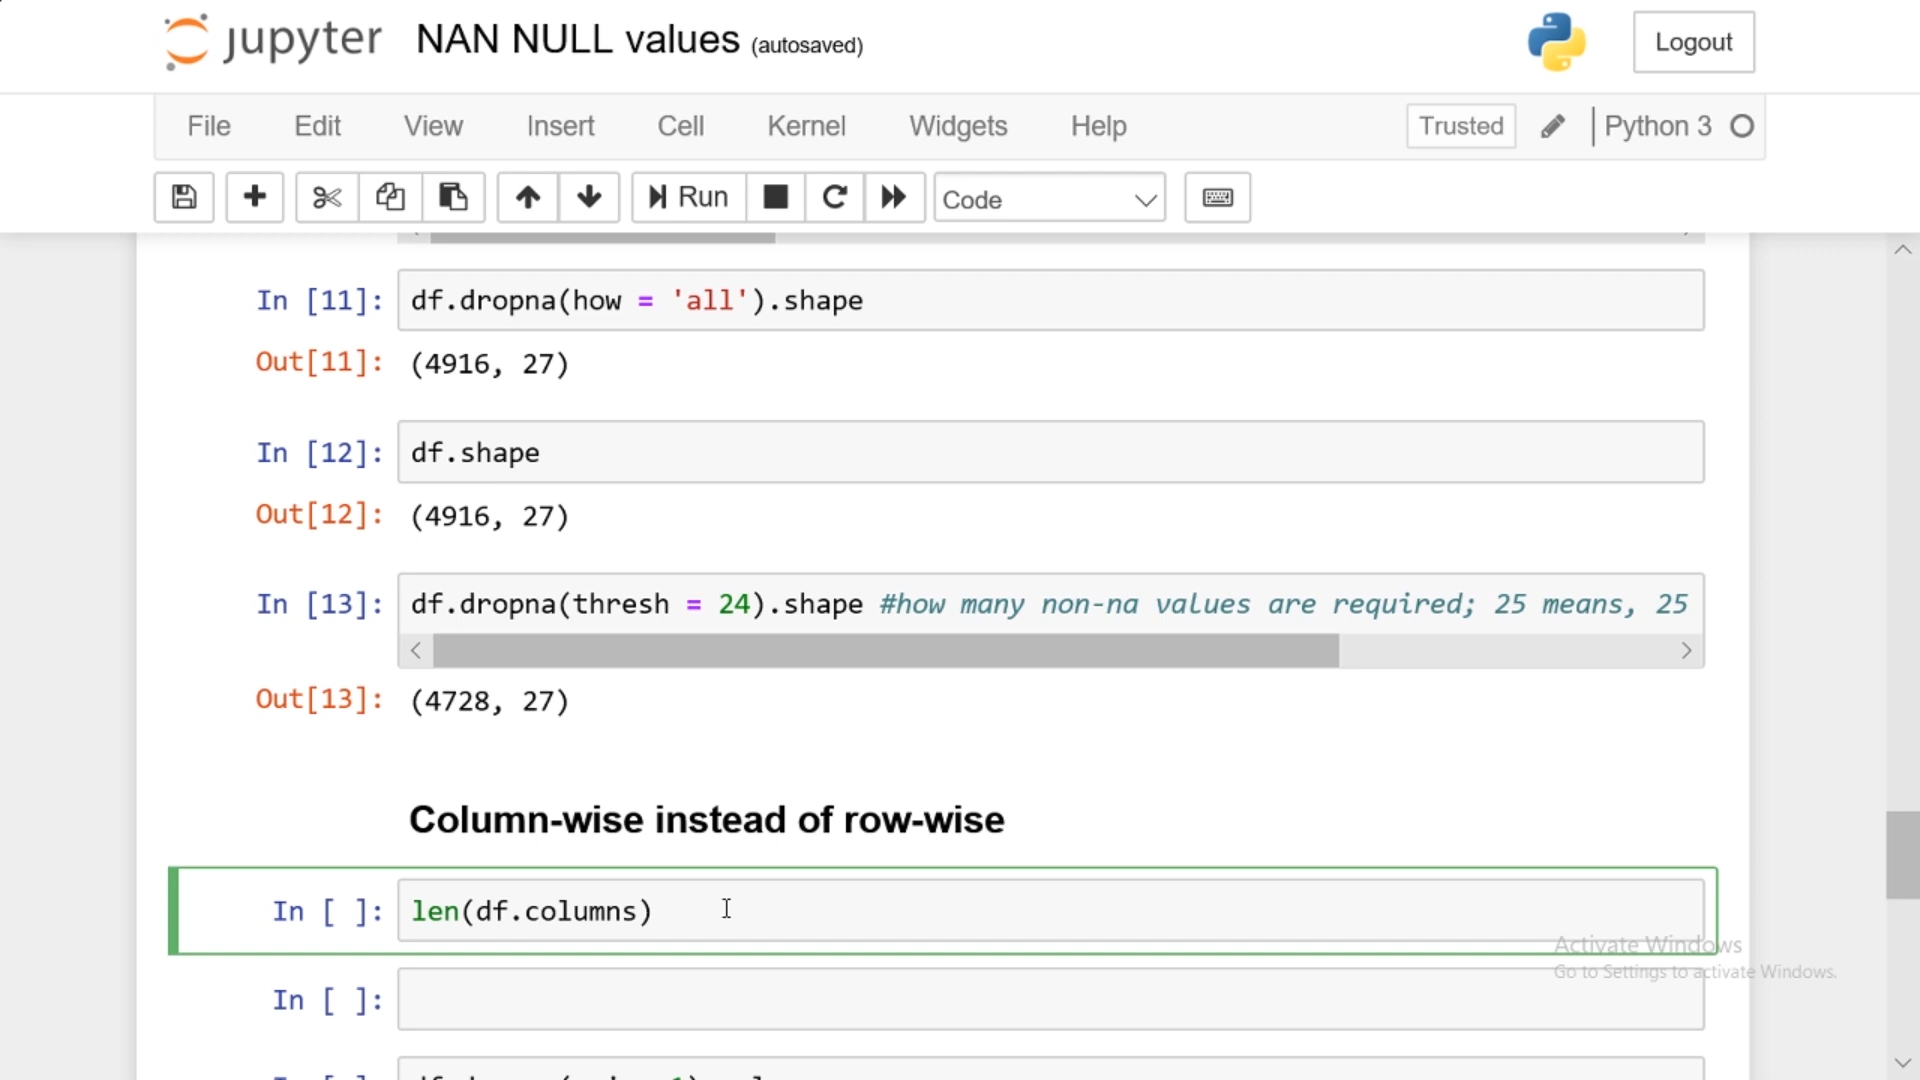 jupyter NAN NULL values (autosaved) Logout
File Edit View Insert Cell Kernel Widgets Help Trusted Python 3
Run Code
In [11]: df.dropna(how = 'all').shape
Out[11]: (4916, 27)
In [12]: df.shape
Out[12]: (4916, 27)
In [13]: df.dropna(thresh = 24).shape #how many non-na values are required; 25 means, 25
Out[13]: (4728, 27)
Column-wise instead of row-wise
In [ ]: len(df.columns)
Activate Windows
Go to Settings to activate Windows.
In [ ]: